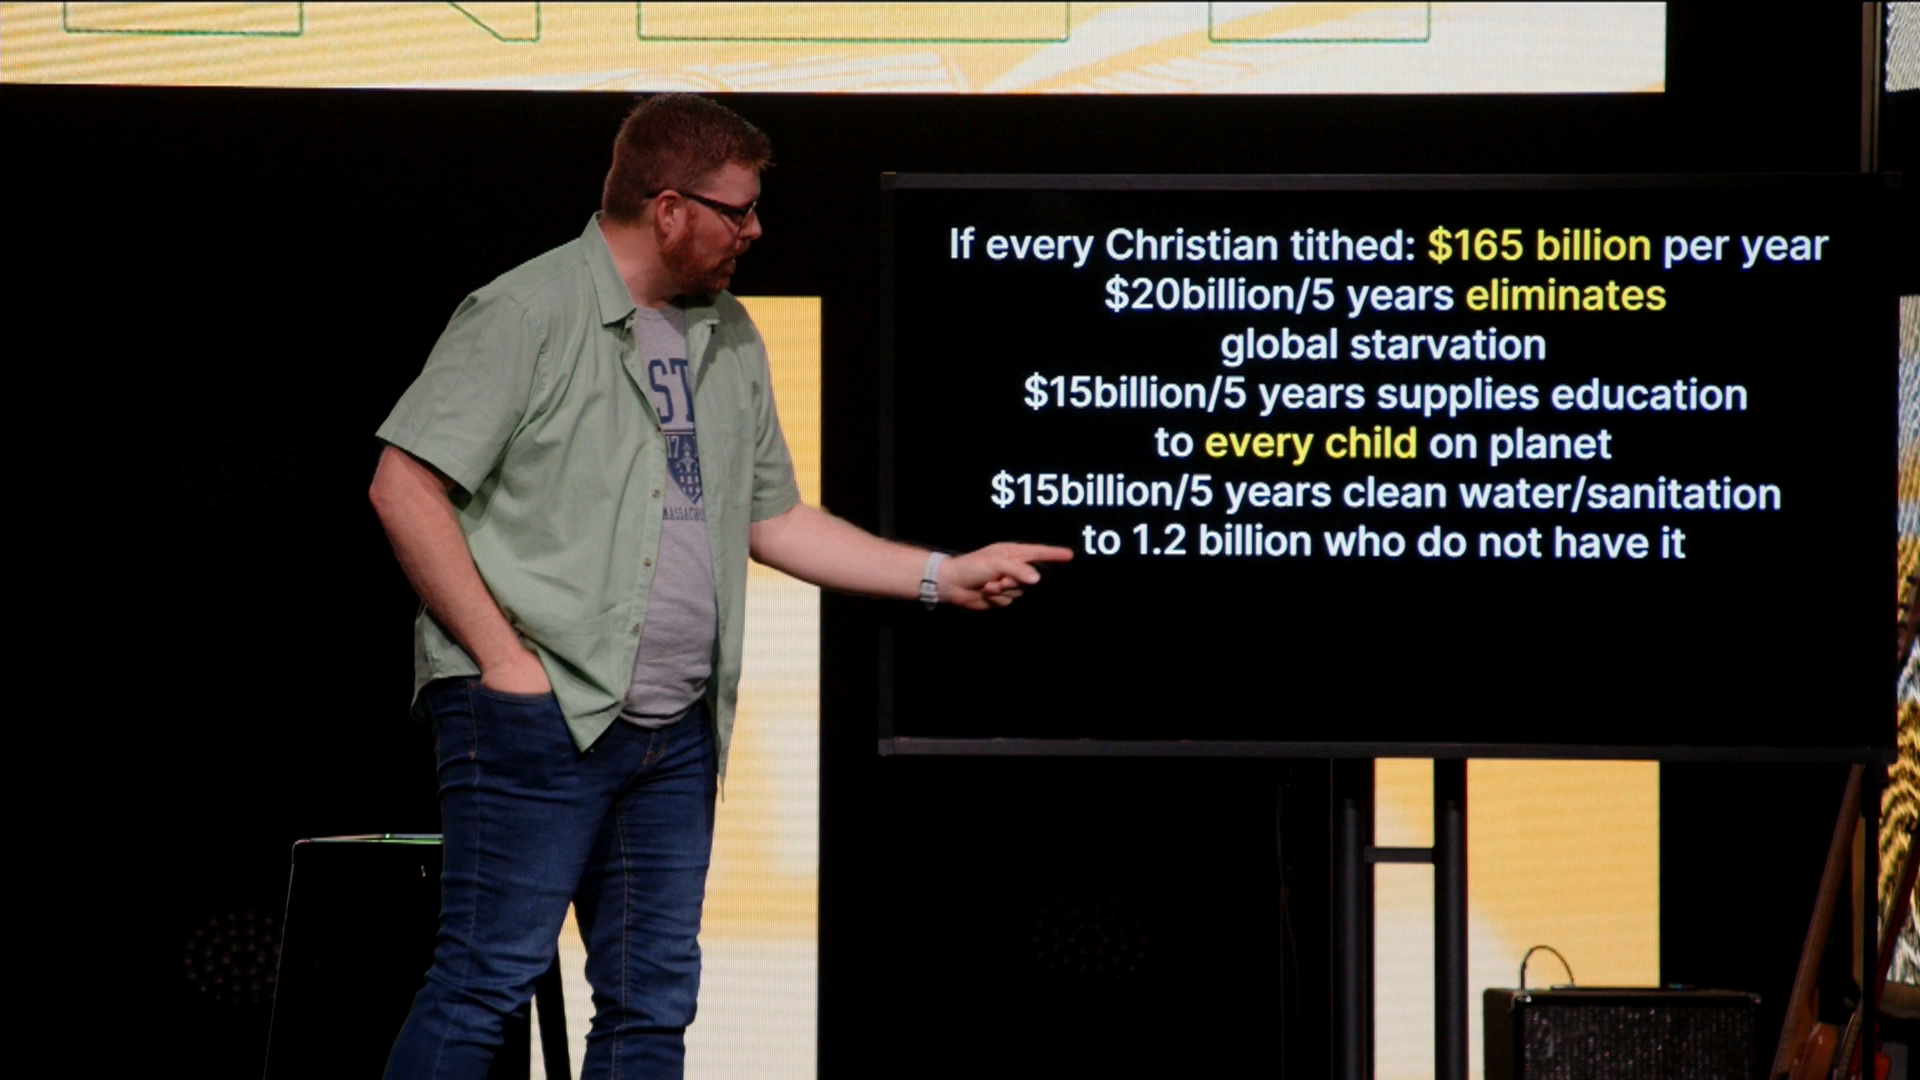 If every Christian tithed: $165 billion per year
$20billion/5 years eliminates
global starvation
$15billion/5 years supplies education
to every child on planet
$15billion/5 years clean water/sanitation
to 1.2 billion who do not have it
ST
17